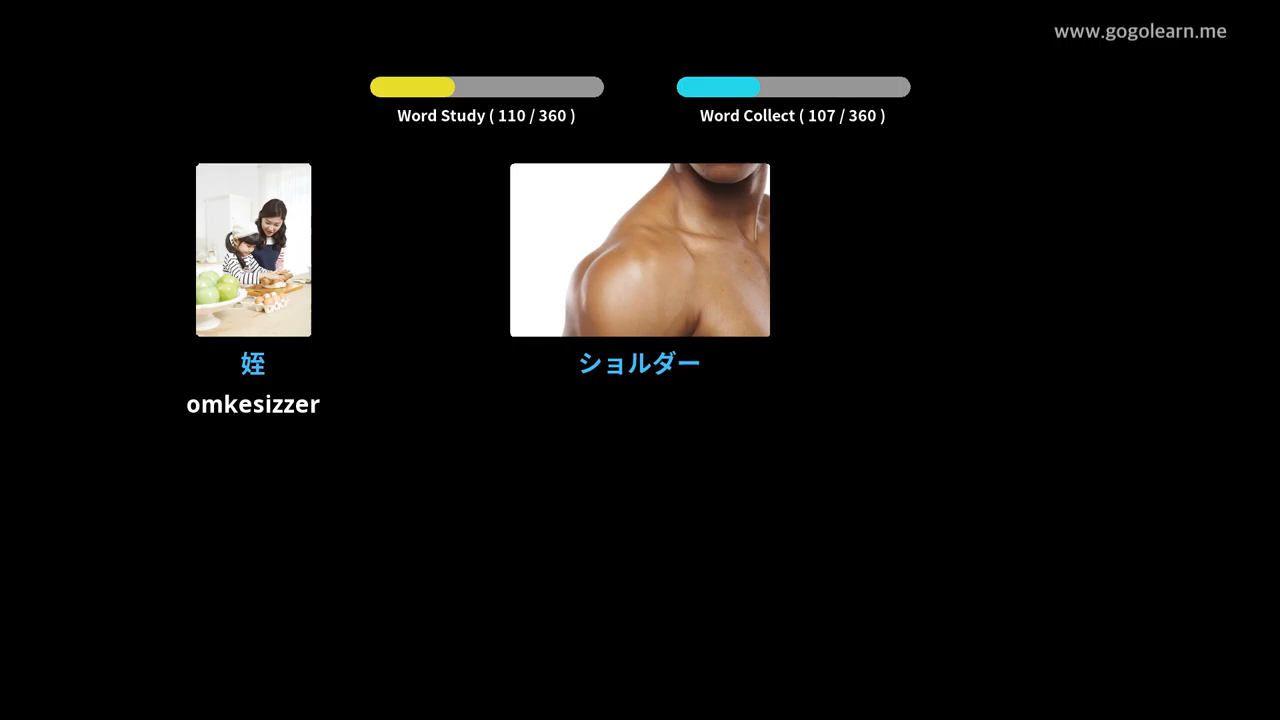 www.gogolearn.me
Word Study ( 110 / 360 )
Word Collect ( 107 / 360 )
姪
ショルダー
omkesizzer